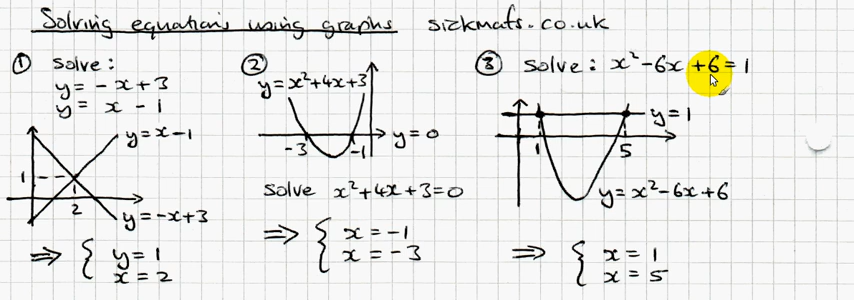 Solving equations using graphs sickmats.co.uk
① Solve:
y = -x + 3
y = x - 1
y = x - 1
1
2
y = -x + 3
⇒ { y = 1
x = 2
② y = x² + 4x + 3
y = 0
-3 -1
Solve x² + 4x + 3 = 0
⇒ { x = -1
x = -3
③ Solve: x² - 6x + 6 = 1
y = 1
1 5
y = x² - 6x + 6
⇒ { x = 1
x = 5